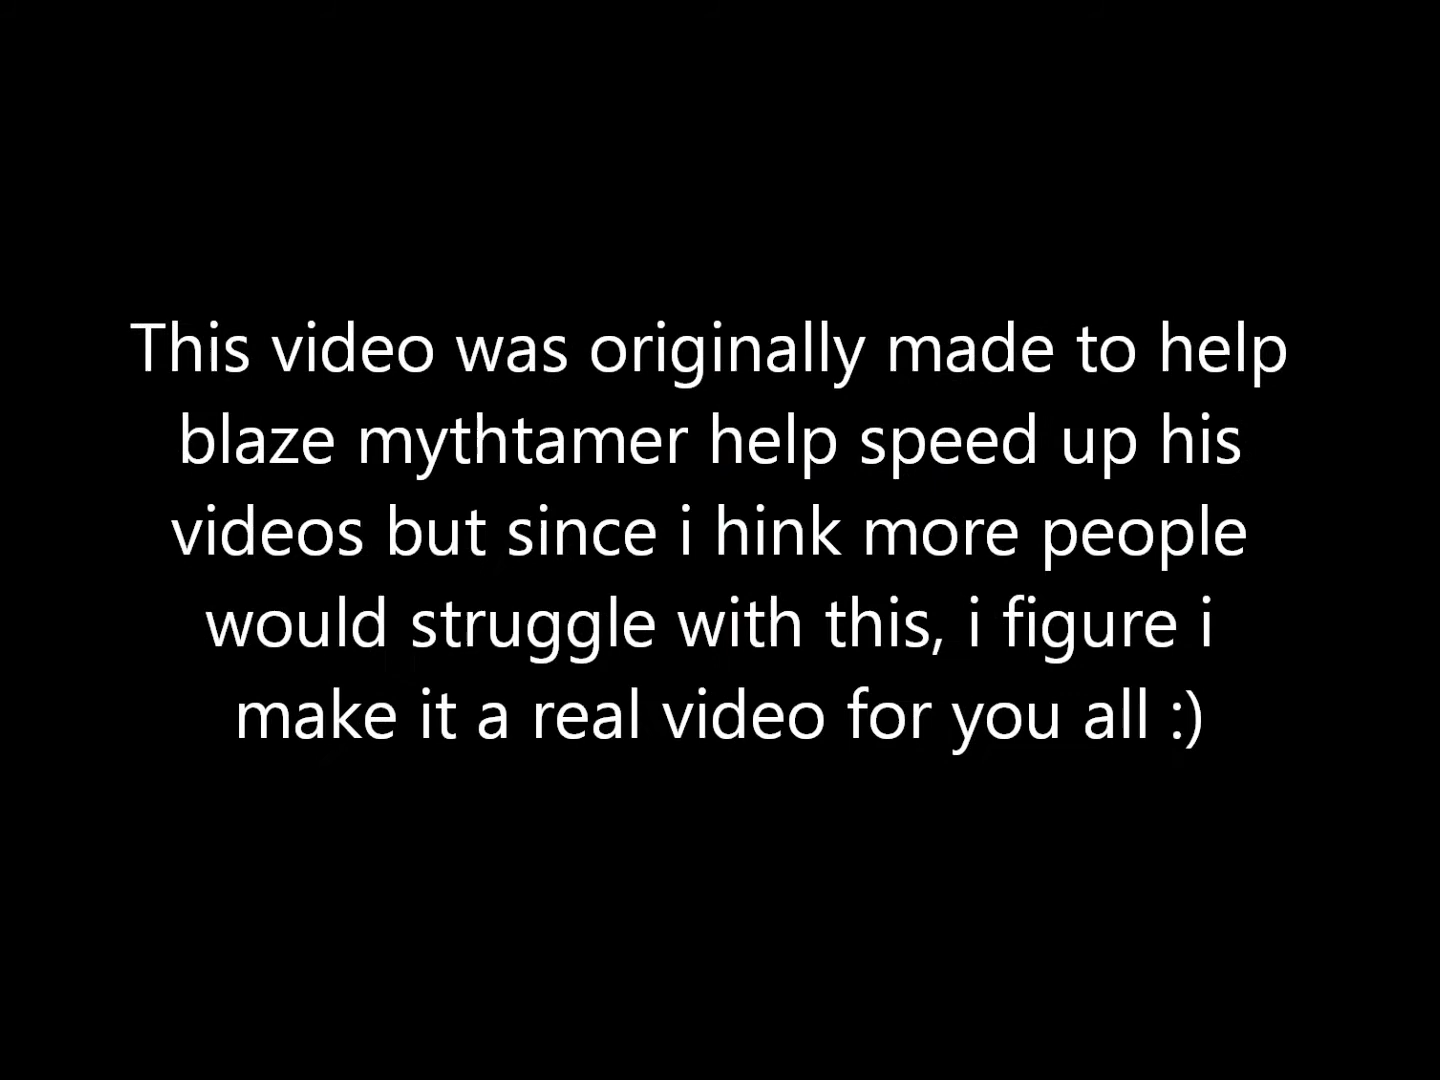 This video was originally made to help
blaze mythtamer help speed up his
videos but since i hink more people
would struggle with this, i figure i
make it a real video for you all :)